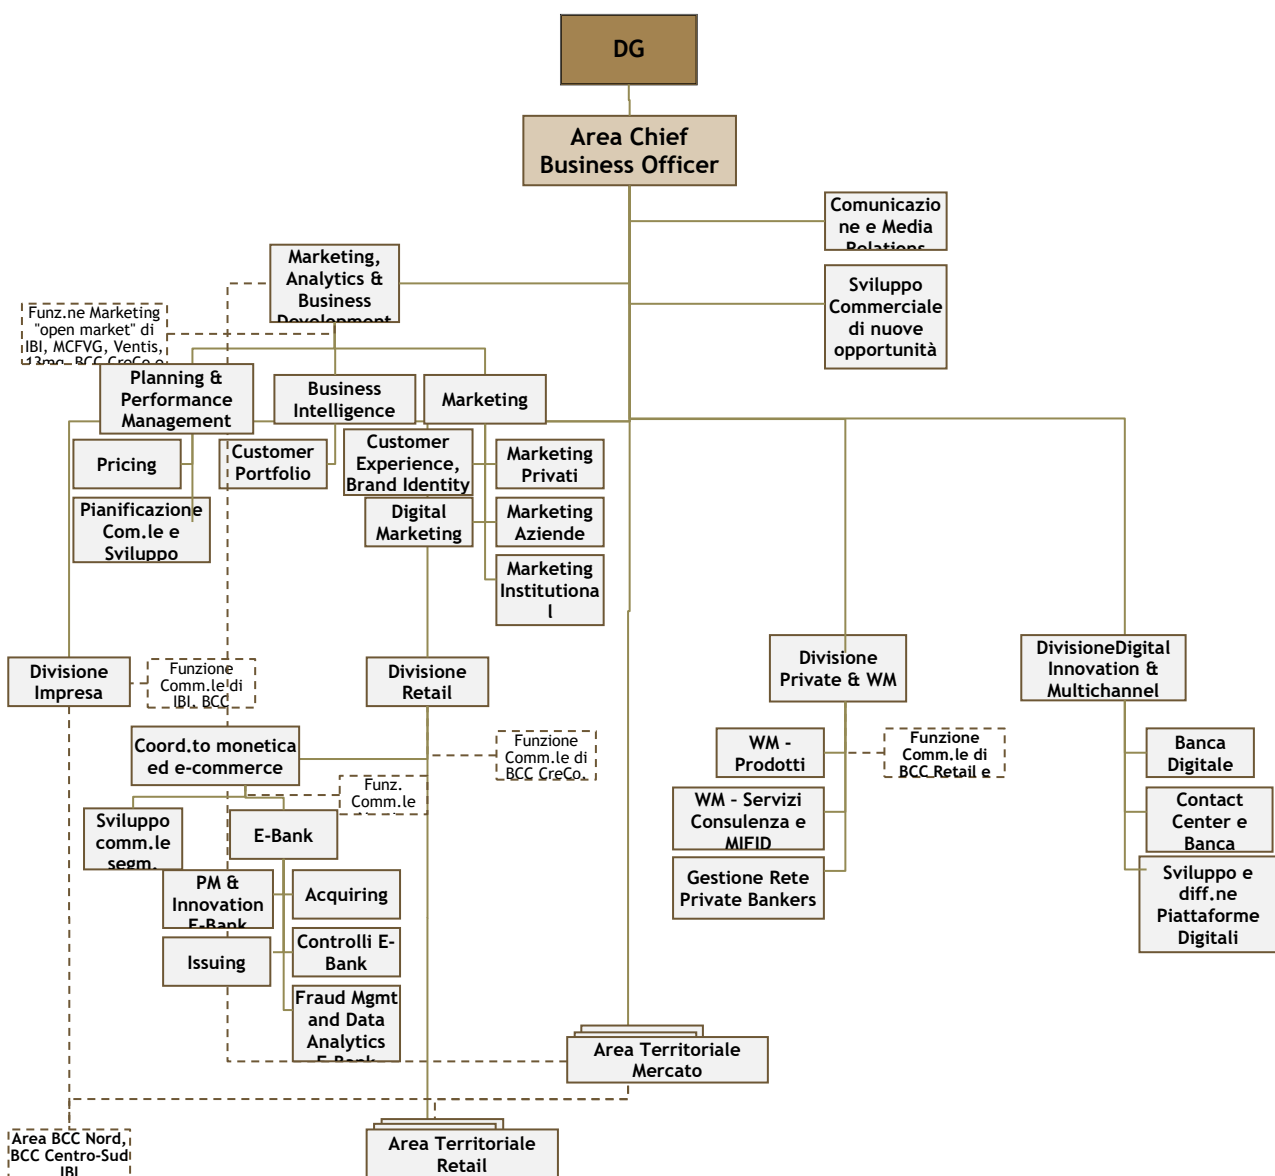 DG
Area Chief
Business Officer
Comunicazio
ne e Media
Relations
Marketing,
Analytics &
Business
Development
Sviluppo
Commerciale
di nuove
opportunità
Funz.ne Marketing
"open market" di
IBI, MCFVG, Ventis,
BCC CreCo e
Planning &
Performance
Management
Business
Intelligence
Marketing
Pricing
Customer
Portfolio
Customer
Experience,
Brand Identity
Marketing
Privati
Pianificazione
Com.le e
Sviluppo
Digital
Marketing
Marketing
Aziende
Marketing
Institutiona
l
Divisione
Impresa
Funzione
Comm.le di
IBI, BCC
Divisione
Retail
Divisione
Private & WM
DivisioneDigital
Innovation &
Multichannel
Coord.to monetica
ed e-commerce
Funzione
Comm.le di
BCC CreCo,
WM -
Prodotti
Funzione
Comm.le di
BCC Retail e
Banca
Digitale
Funz.
Comm.le
Sviluppo
comm.le
segm.
E-Bank
WM - Servizi
Consulenza e
MIFID
Contact
Center e
Banca
PM &
Innovation
E-Bank
Acquiring
Gestione Rete
Private Bankers
Sviluppo e
diff.ne
Piattaforme
Digitali
Issuing
Controlli E-
Bank
Fraud Mgmt
and Data
Analytics
E-Bank
Area Territoriale
Mercato
Area BCC Nord,
BCC Centro-Sud
IBI
Area Territoriale
Retail